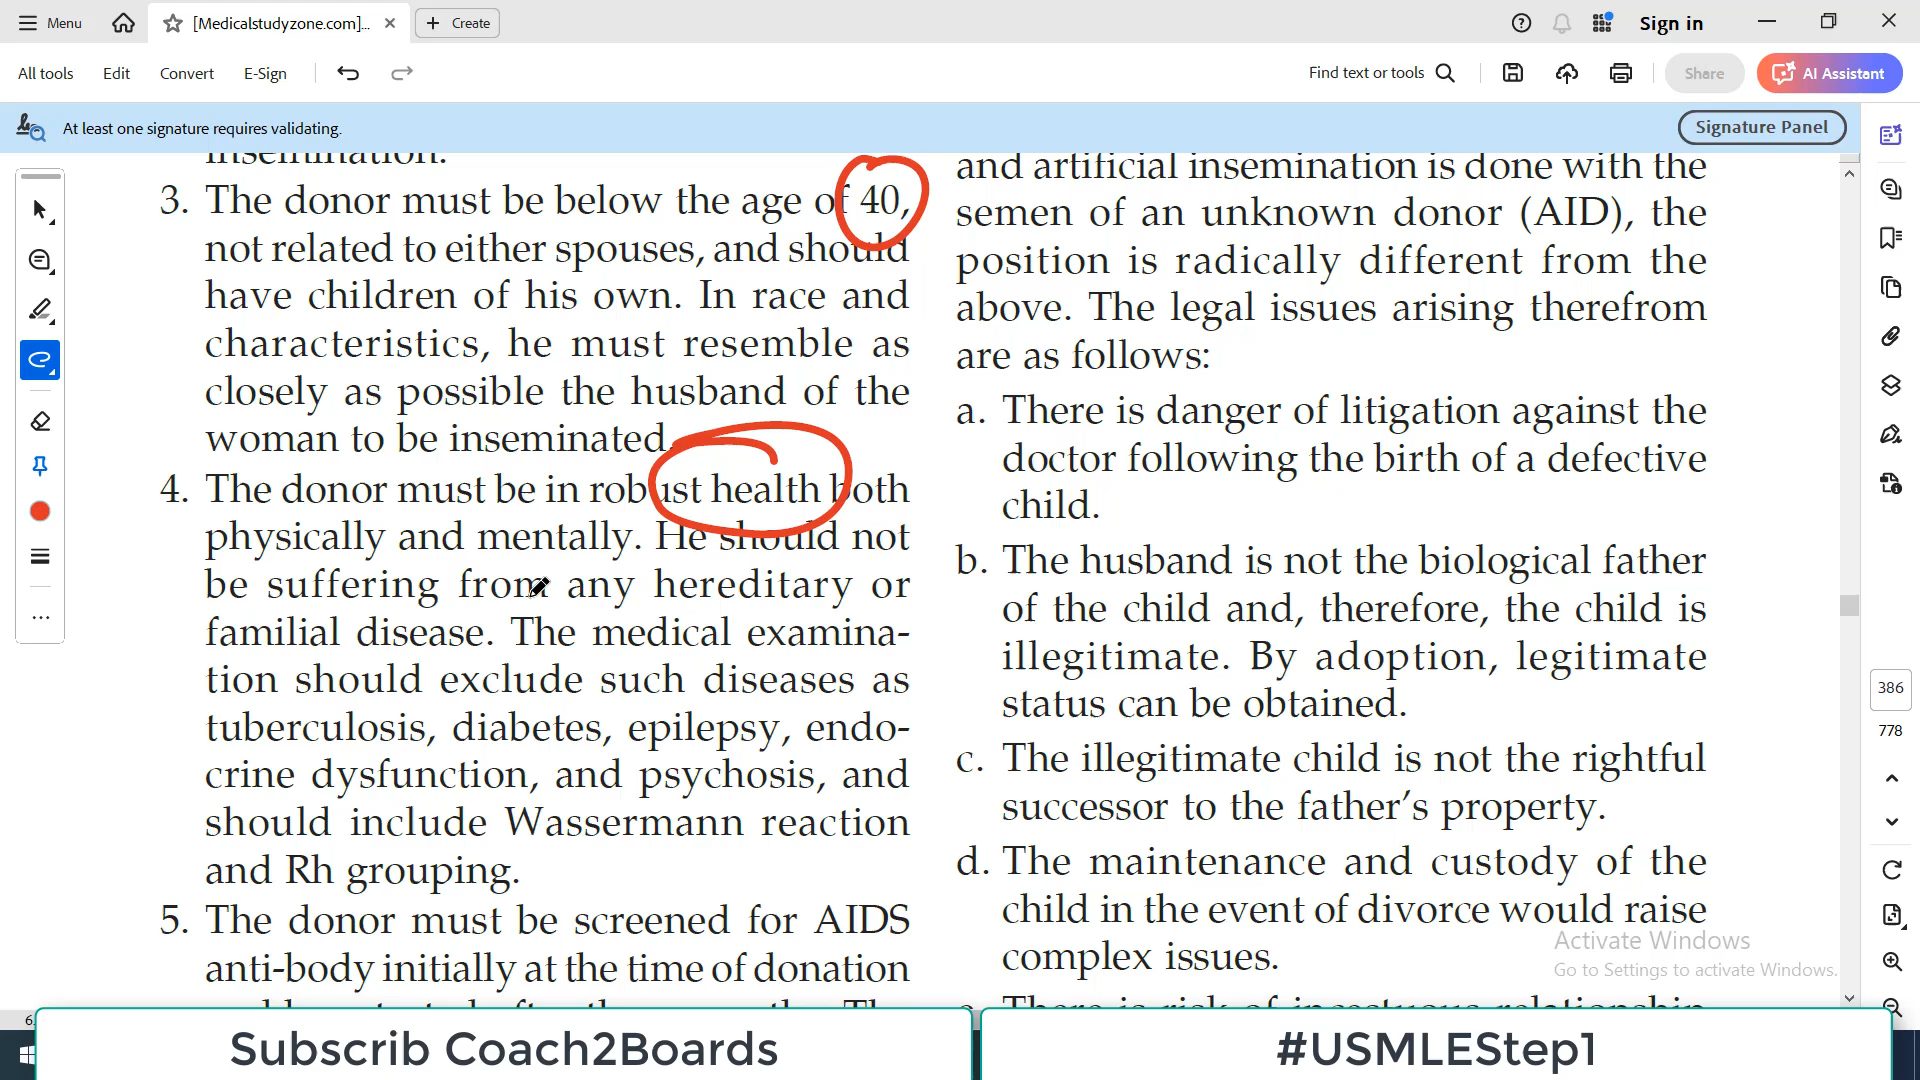 Menu
[Medicalstudyzone.com]...
Create
Sign in
All tools
Edit
Convert
E-Sign
Find text or tools
Share
AI Assistant
At least one signature requires validating.
Signature Panel
insemination.
3. The donor must be below the age of 40,
not related to either spouses, and should
have children of his own. In race and
characteristics, he must resemble as
closely as possible the husband of the
woman to be inseminated.
4. The donor must be in robust health both
physically and mentally. He should not
be suffering from any hereditary or
familial disease. The medical examina-
tion should exclude such diseases as
tuberculosis, diabetes, epilepsy, endo-
crine dysfunction, and psychosis, and
should include Wassermann reaction
and Rh grouping.
5. The donor must be screened for AIDS
anti-body initially at the time of donation
and artificial insemination is done with the
semen of an unknown donor (AID), the
position is radically different from the
above. The legal issues arising therefrom
are as follows:
a. There is danger of litigation against the
doctor following the birth of a defective
child.
b. The husband is not the biological father
of the child and, therefore, the child is
illegitimate. By adoption, legitimate
status can be obtained.
c. The illegitimate child is not the rightful
successor to the father's property.
d. The maintenance and custody of the
child in the event of divorce would raise
complex issues.
e. There is risk of incestuous relationship
386
778
Activate Windows
Go to Settings to activate Windows.
Subscrib Coach2Boards
#USMLEStep1